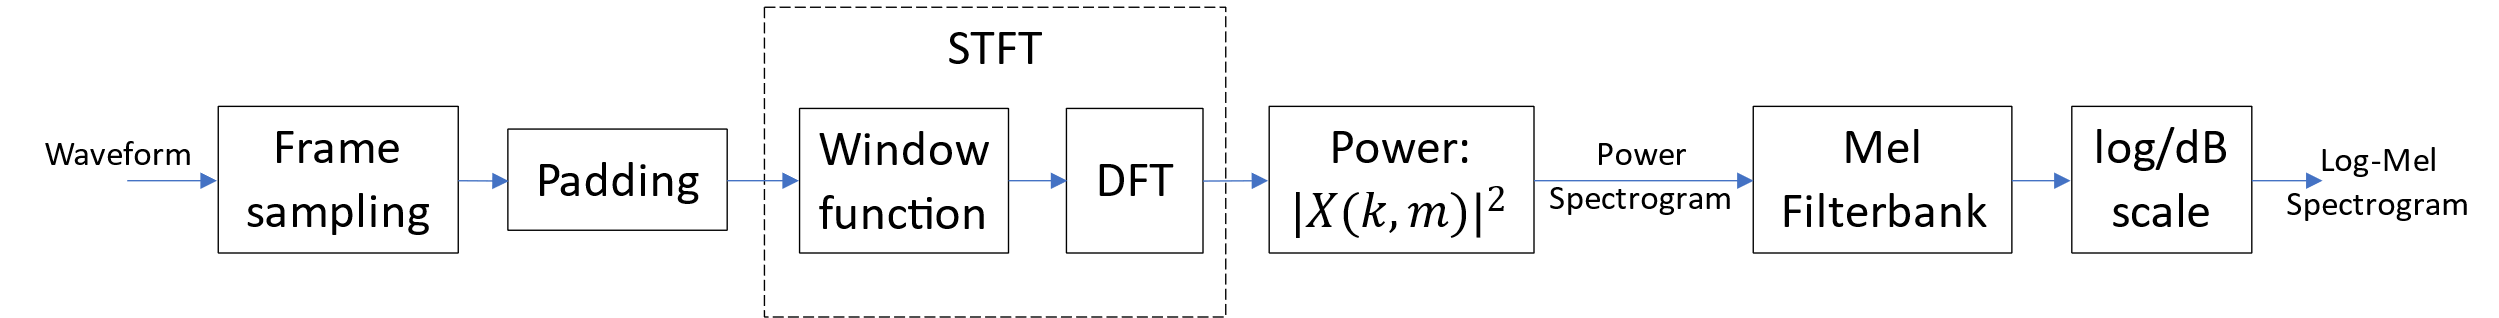 STFT
Waveform
Frame
sampling
Padding
Window
function
DFT
Power:
|X(k,m)|²
Power
Spectrogram
Mel
Filterbank
log/dB
scale
Log-Mel
Spectrogram